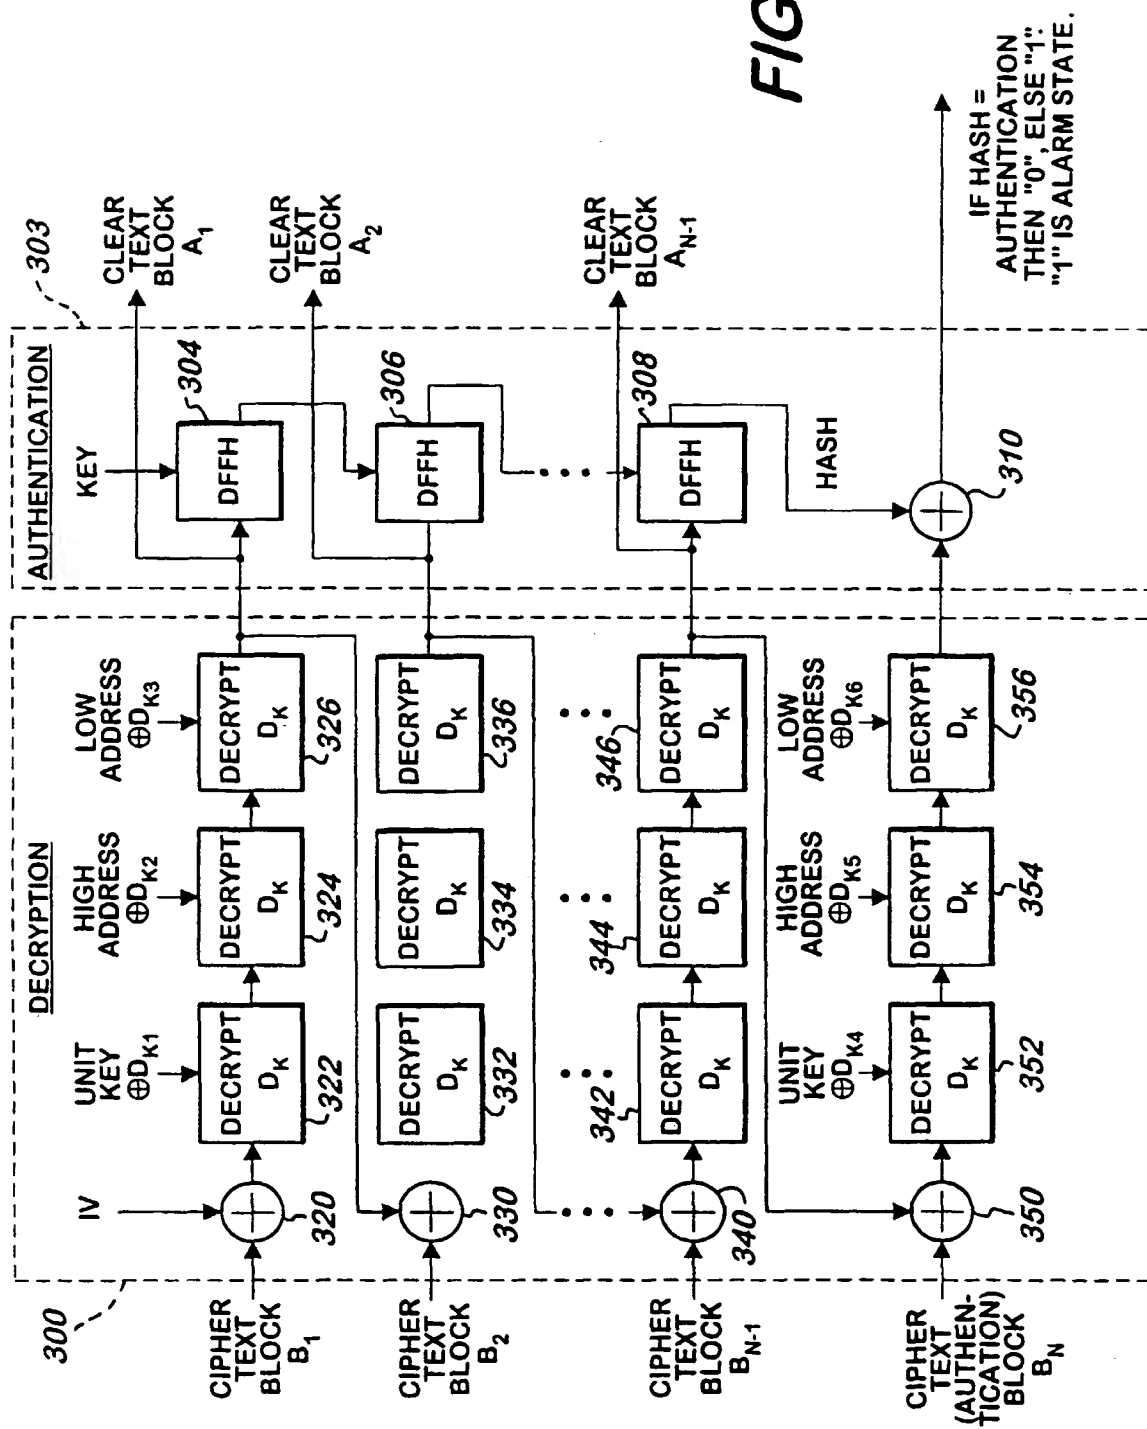 300
303
DECRYPTION
AUTHENTICATION
IV
UNIT
KEY
⊕DK1
HIGH
ADDRESS
⊕DK2
LOW
ADDRESS
⊕DK3
KEY
CIPHER
TEXT
BLOCK
B1
320
DECRYPT
DK
322
DECRYPT
DK
324
DECRYPT
DK
326
DFFH
304
CLEAR
TEXT
BLOCK
A1
CIPHER
TEXT
BLOCK
B2
330
DECRYPT
DK
332
DECRYPT
DK
334
DECRYPT
DK
336
DFFH
306
CLEAR
TEXT
BLOCK
A2
CIPHER
TEXT
BLOCK
BN-1
340
342
DECRYPT
DK
344
DECRYPT
DK
346
DECRYPT
DK
DFFH
308
CLEAR
TEXT
BLOCK
AN-1
HASH
UNIT
KEY
⊕DK4
HIGH
ADDRESS
⊕DK5
LOW
ADDRESS
⊕DK6
CIPHER
TEXT
(AUTHEN-
TICATION)
BLOCK
BN
350
DECRYPT
DK
352
DECRYPT
DK
354
DECRYPT
DK
356
310
IF HASH =
AUTHENTICATION
THEN "0", ELSE "1":
"1" IS ALARM STATE.
FIG